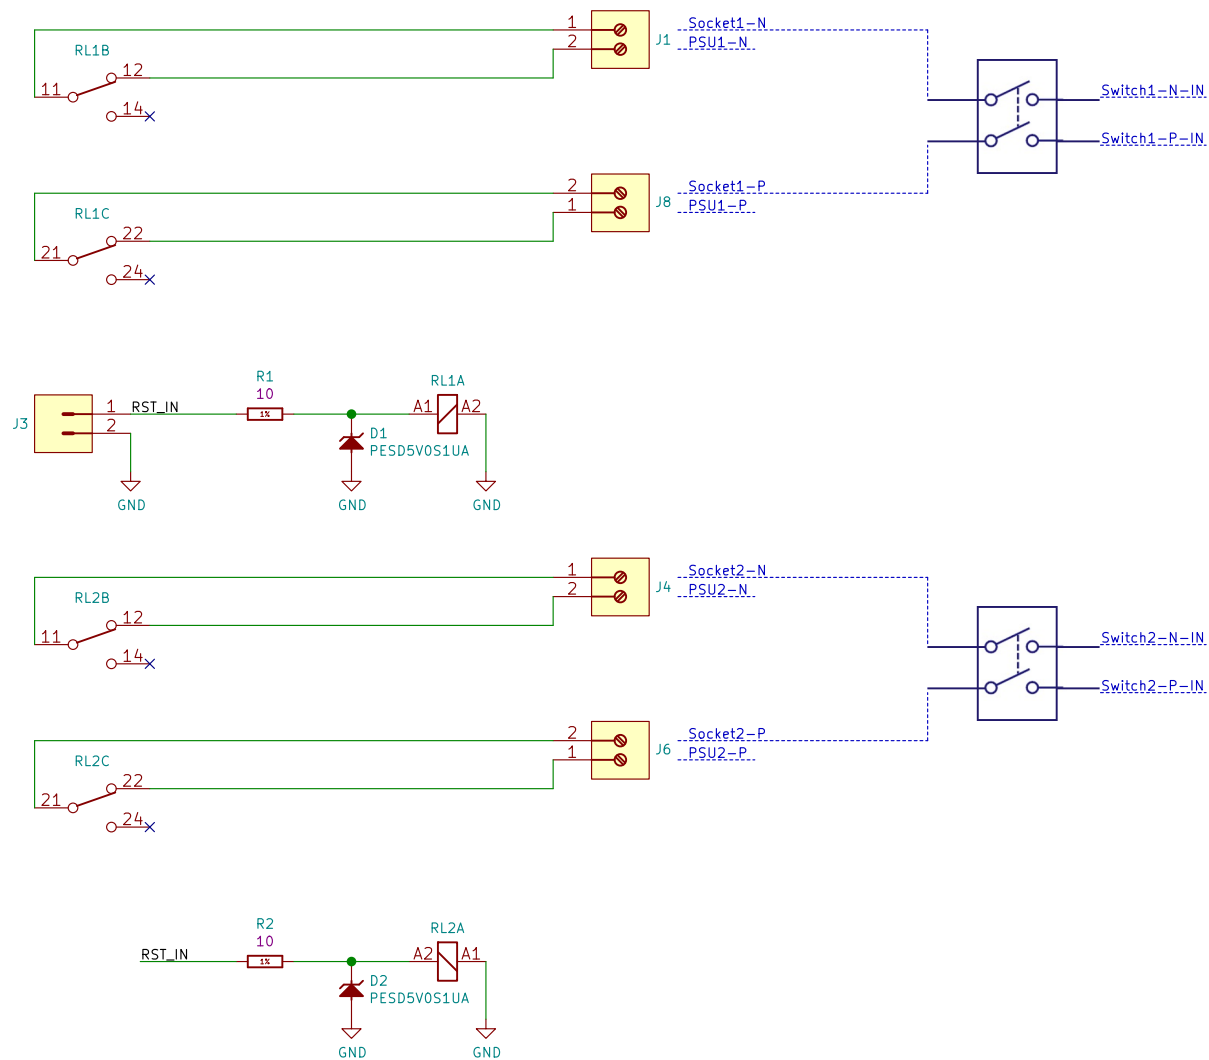 1 Socket1-N
RL1B 2 J1 PSU1-N
12
11 Switch1-N-IN
14
Switch1-P-IN
2 Socket1-P
RL1C 1 J8 PSU1-P
22
21
24
R1 RL1A
10
J3 1 RST_IN 1% A1 A2
2 D1
PESD5V0S1UA
GND GND GND
1 Socket2-N
RL2B 2 J4 PSU2-N
12
11 Switch2-N-IN
14
Switch2-P-IN
2 Socket2-P
RL2C 1 J6 PSU2-P
22
21
24
R2 RL2A
10
RST_IN 1% A2 A1
D2
PESD5V0S1UA
GND GND